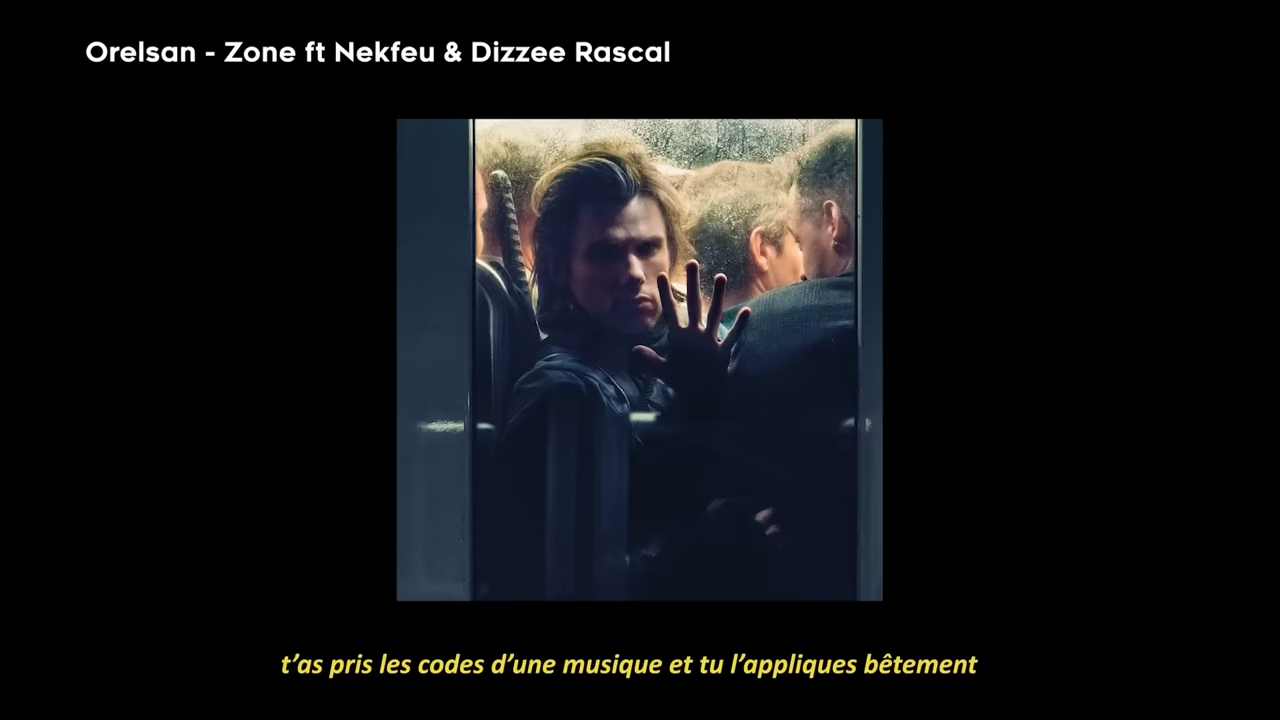 Orelsan - Zone ft Nekfeu & Dizzee Rascal
t’as pris les codes d’une musique et tu l’appliques bêtement